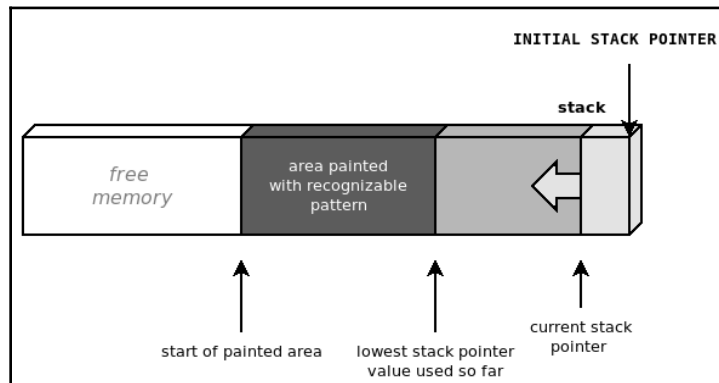 INITIAL STACK POINTER
stack
free
memory
area painted
with recognizable
pattern
start of painted area
lowest stack pointer
value used so far
current stack
pointer